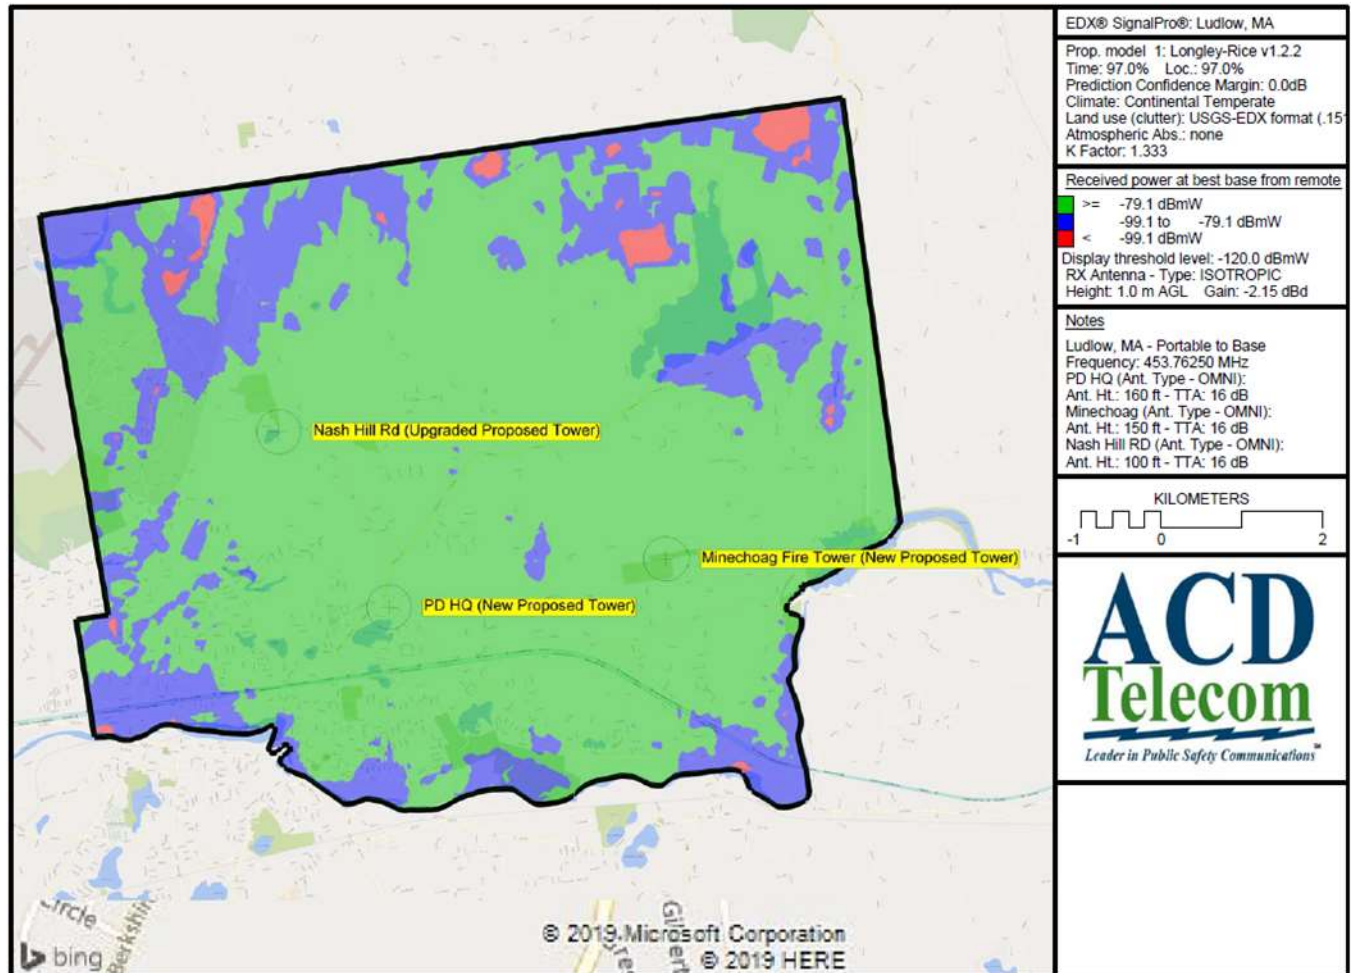 Nash Hill Rd (Upgraded Proposed Tower)
Minechoag Fire Tower (New Proposed Tower)
PD HQ (New Proposed Tower)
Circle
Berkshir
Gilbert
bing
© 2019 Microsoft Corporation
© 2019 HERE
EDX® SignalPro®: Ludlow, MA
Prop. model 1: Longley-Rice v1.2.2
Time: 97.0% Loc.: 97.0%
Prediction Confidence Margin: 0.0dB
Climate: Continental Temperate
Land use (clutter): USGS-EDX format (.15
Atmospheric Abs.: none
K Factor: 1.333
Received power at best base from remote
>= -79.1 dBmW
-99.1 to -79.1 dBmW
< -99.1 dBmW
Display threshold level: -120.0 dBmW
RX Antenna - Type: ISOTROPIC
Height: 1.0 m AGL Gain: -2.15 dBd
Notes
Ludlow, MA - Portable to Base
Frequency: 453.76250 MHz
PD HQ (Ant. Type - OMNI):
Ant. Ht.: 160 ft - TTA: 16 dB
Minechoag (Ant. Type - OMNI):
Ant. Ht.: 150 ft - TTA: 16 dB
Nash Hill RD (Ant. Type - OMNI):
Ant. Ht.: 100 ft - TTA: 16 dB
KILOMETERS
-1 0 2
ACD
Telecom
Leader in Public Safety Communications